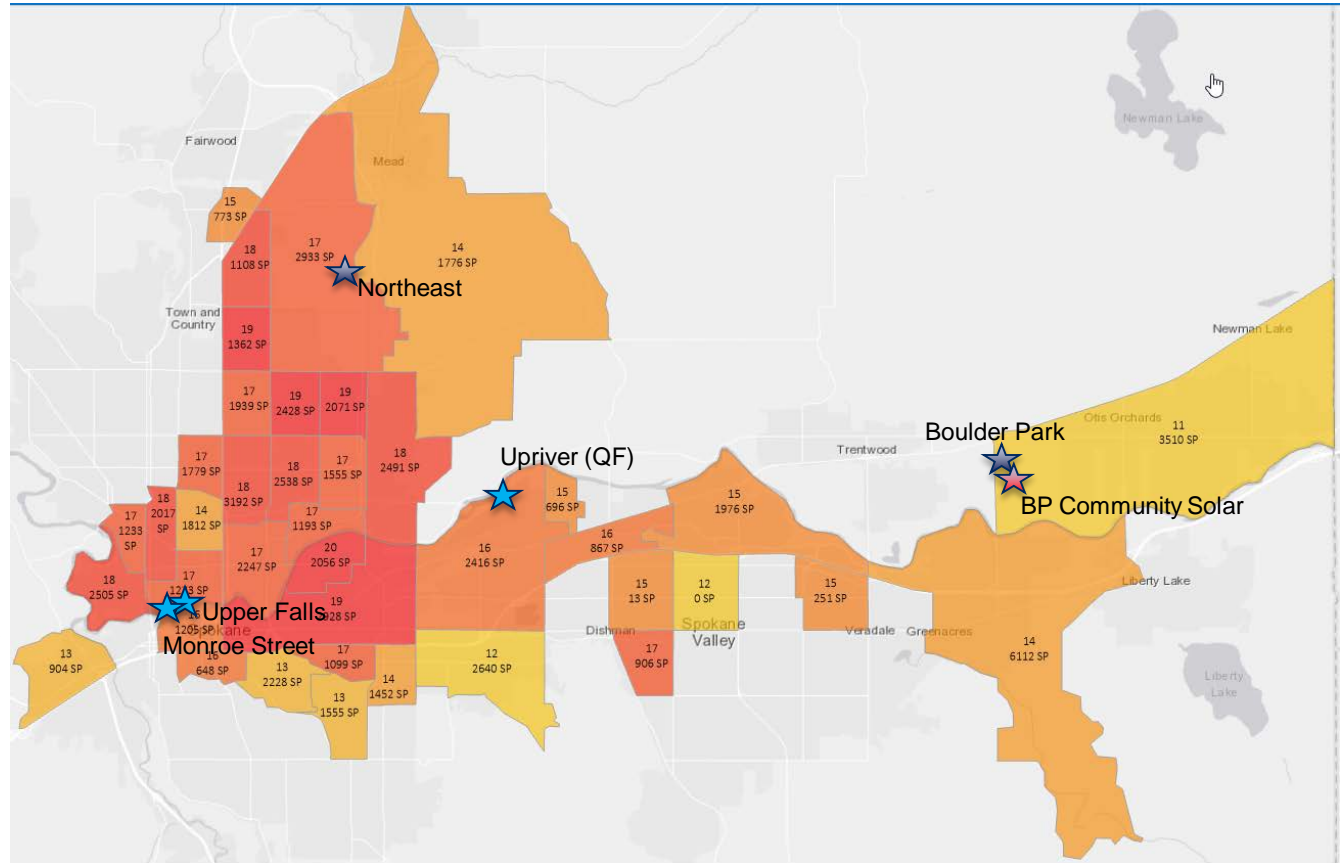 Newman Lake
Fairwood
Mead
15
773 SP
18
1108 SP
17
2933 SP
14
1776 SP
Northeast
Town and
Country
19
1362 SP
Newman Lake
17
1939 SP
19
2428 SP
19
2071 SP
Otis Orchards
11
3510 SP
Boulder Park
Trentwood
BP Community Solar
Upriver (QF)
17
1779 SP
18
3192 SP
18
2538 SP
17
1555 SP
18
2491 SP
15
696 SP
15
1976 SP
17
1233
SP
18
2017
SP
14
1812 SP
17
1193 SP
17
2247 SP
20
2056 SP
16
2416 SP
16
867 SP
18
2505 SP
17
19
15
13 SP
12
0 SP
15
251 SP
Liberty Lake
Upper Falls
1205 SP
Spokane
Monroe Street
Dishman
Spokane
Valley
Veradale
Greenacres
13
904 SP
16
648 SP
13
2228 SP
17
1099 SP
14
1452 SP
12
2640 SP
17
906 SP
14
6112 SP
13
1555 SP
Liberty
Lake